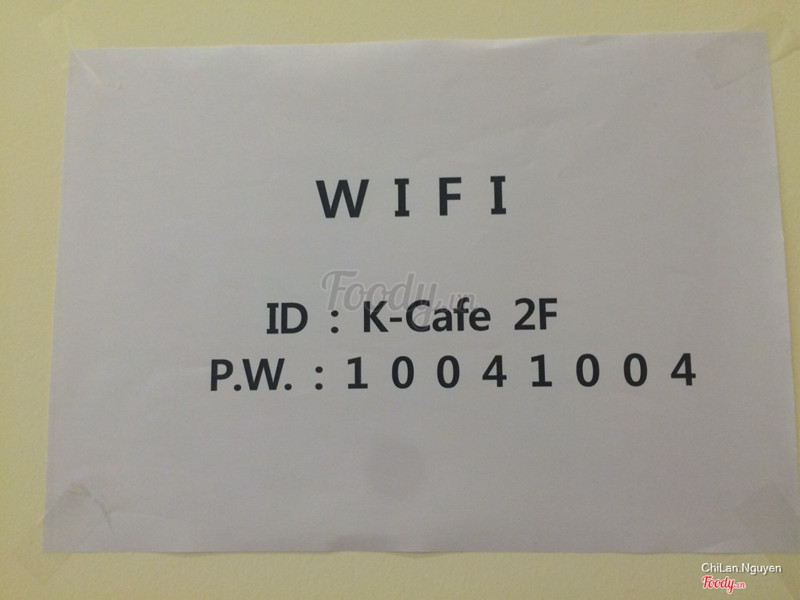 W I F I
Foody.vn
ID : K-Cafe 2F
P.W. : 1 0 0 4 1 0 0 4
ChiLan.Nguyen
Foody.vn